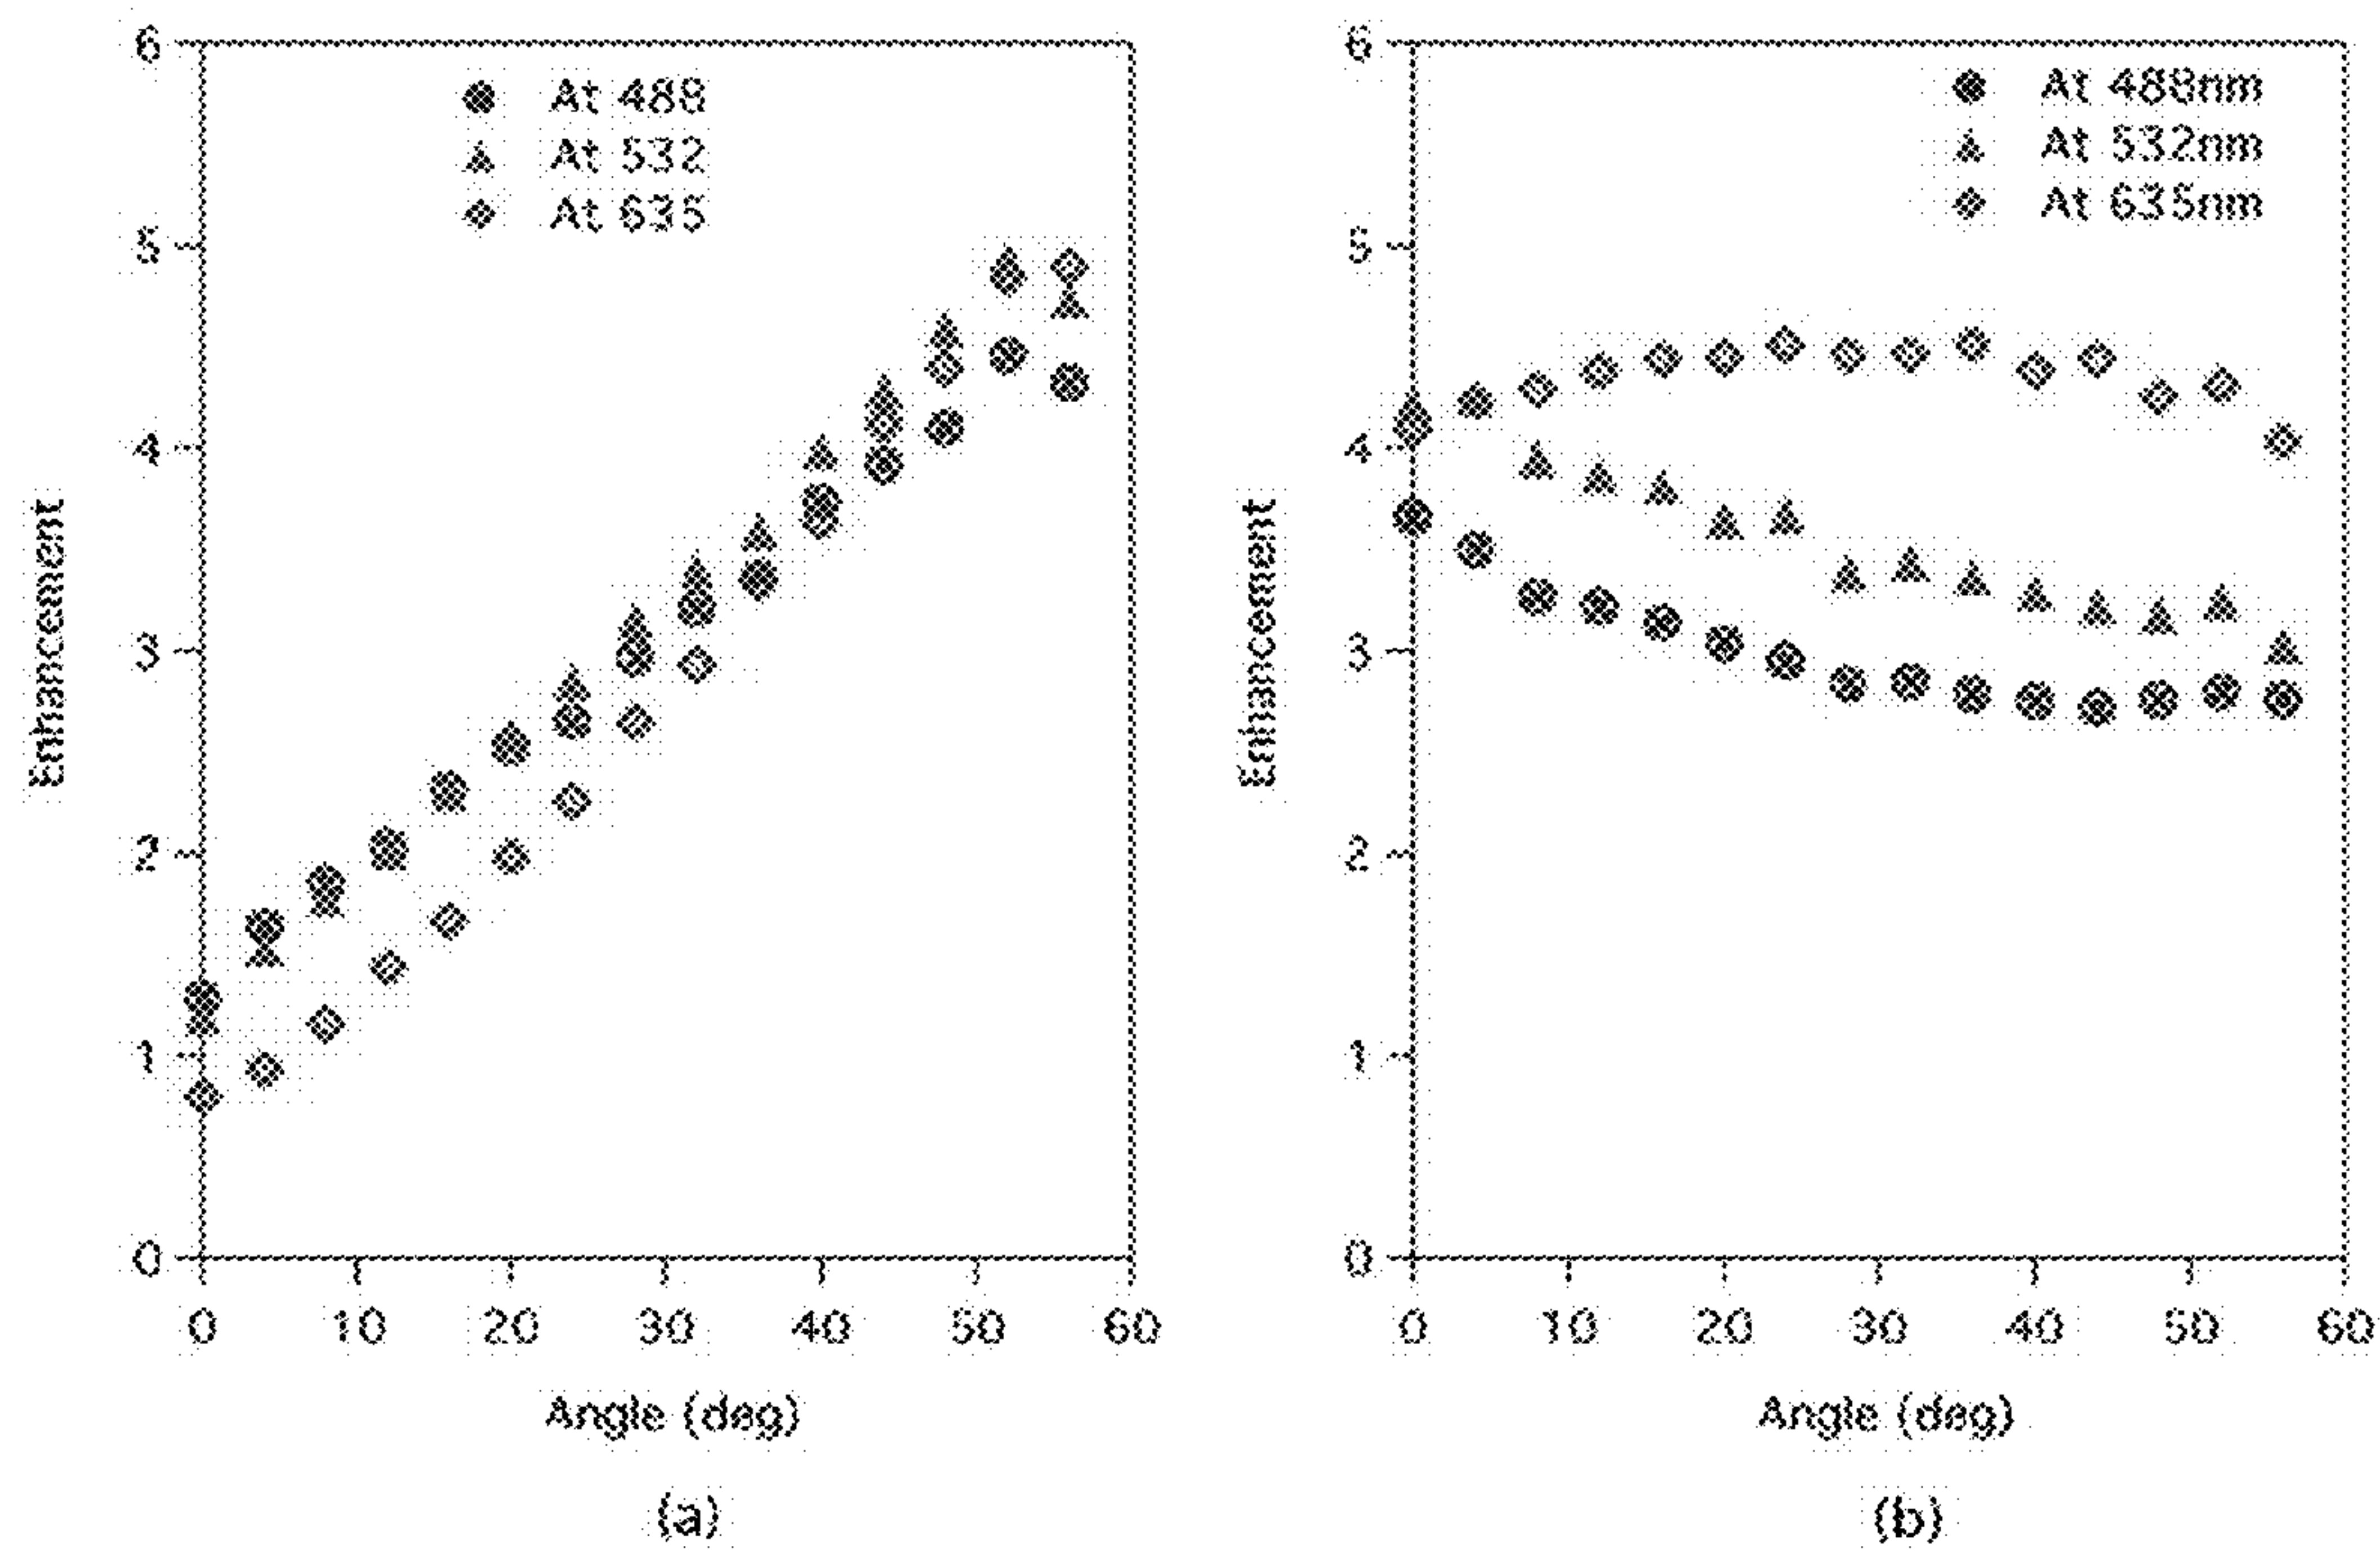 6
5
4
3
2
1
0
Enhancement
At 488
At 532
At 635
0 10 20 30 40 50 60
Angle (deg)
(a)
6
5
4
3
2
1
0
Enhancement
At 488nm
At 532nm
At 635nm
0 10 20 30 40 50 60
Angle (deg)
(b)